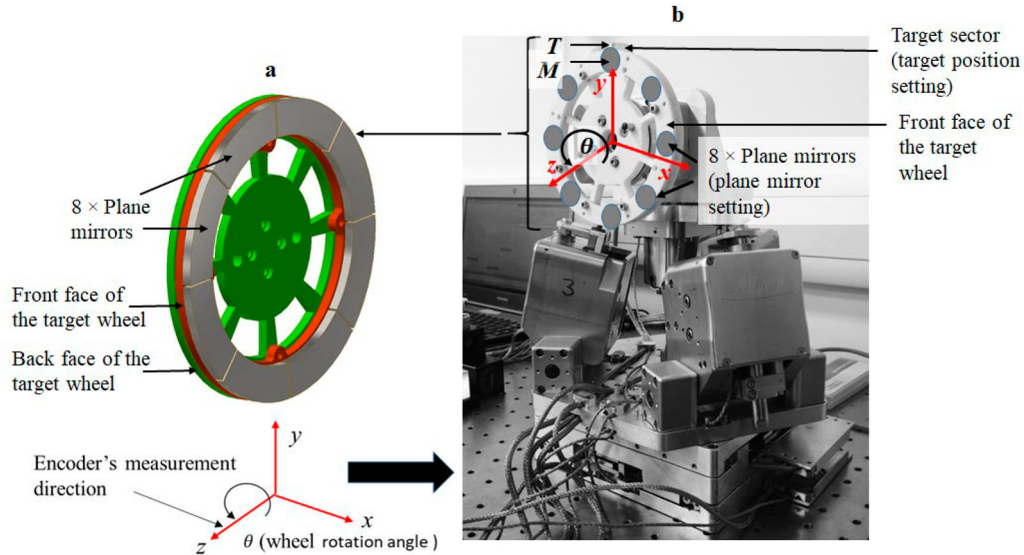 a
8 × Plane
mirrors
Front face of
the target wheel
Back face of the
target wheel
Encoder's measurement
direction
y
x
z
θ (wheel rotation angle )
b
T
M
y
θ
z
x
3
Target sector
(target position
setting)
Front face of
the target
wheel
8 × Plane mirrors
(plane mirror
setting)